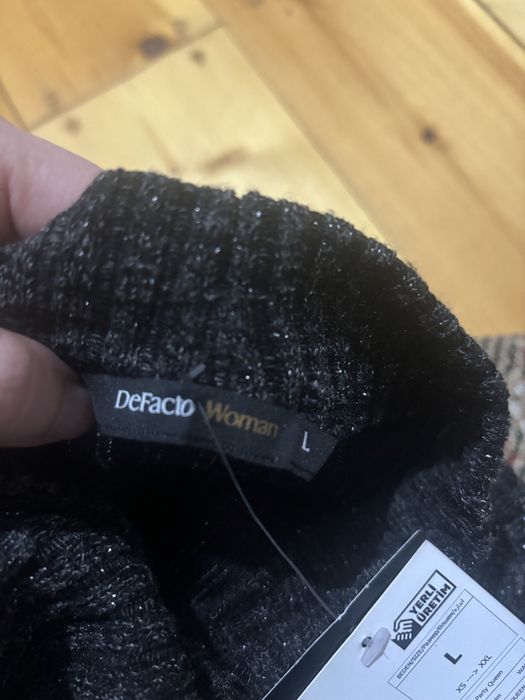 DeFacto Woman L
YERLİ
ÜRETİM
L
XS ---> XXL
Party Queen